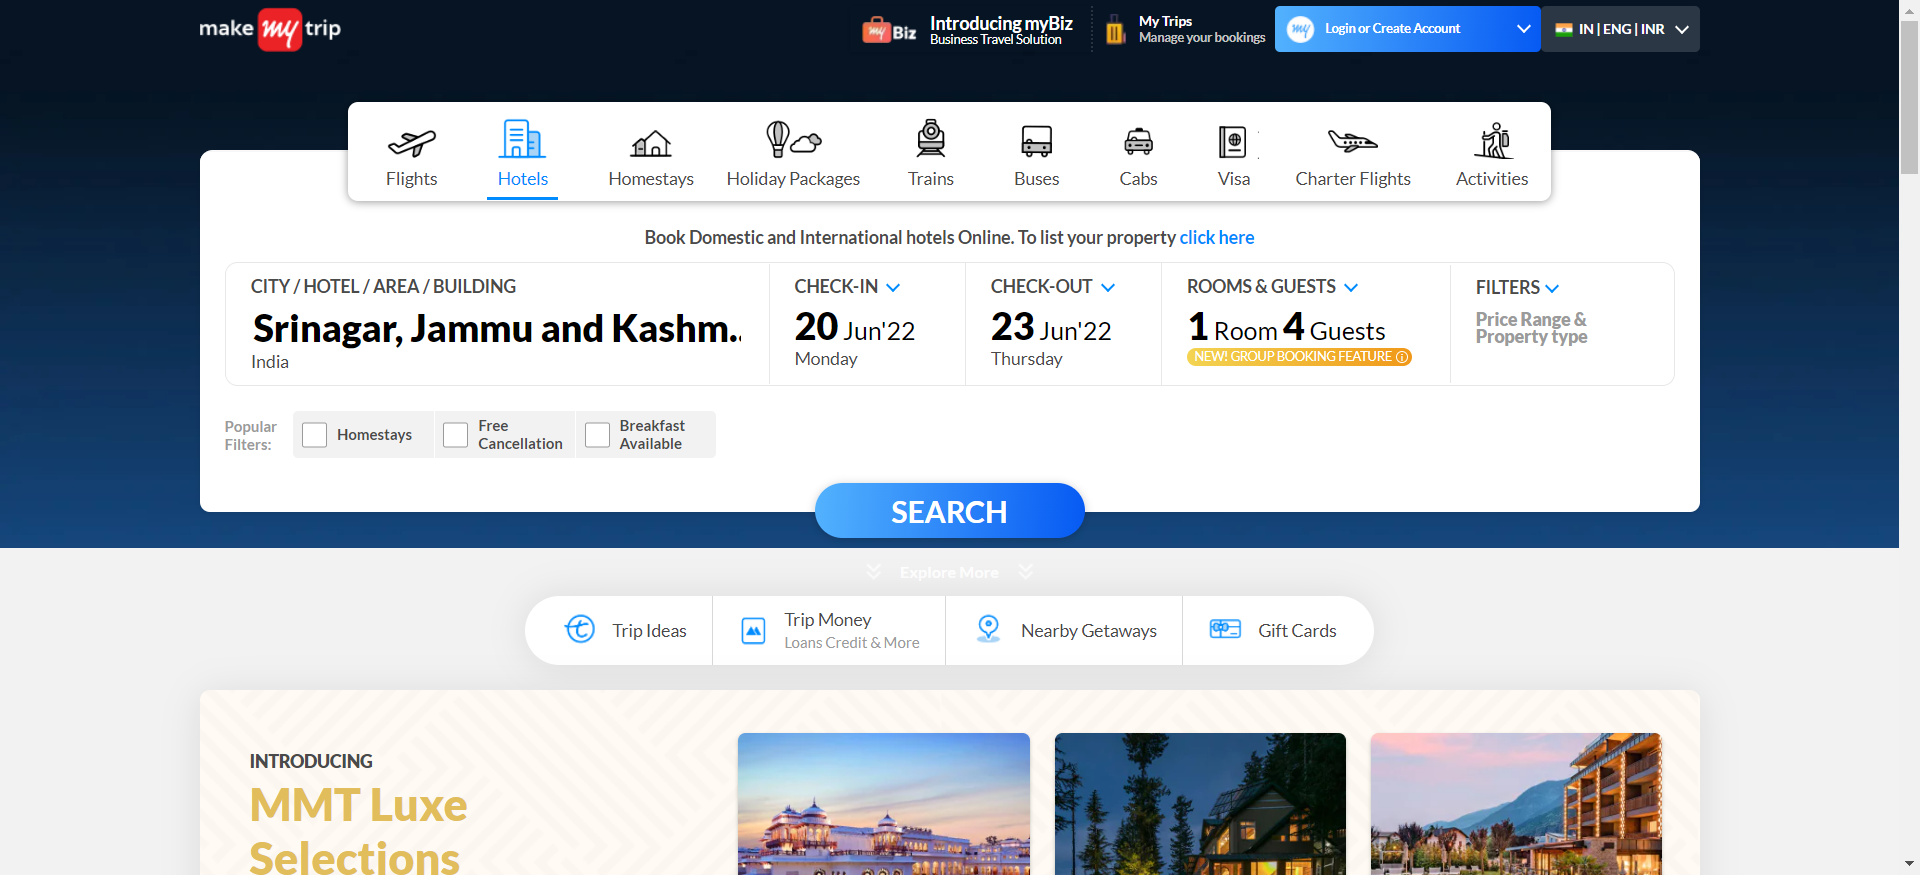 make my trip
my Biz
Introducing myBiz
Business Travel Solution
My Trips
Manage your bookings
my
Login or Create Account
IN | ENG | INR
Flights
Hotels
Homestays
Holiday Packages
Trains
Buses
Cabs
Visa
Charter Flights
Activities
Book Domestic and International hotels Online. To list your property click here
CITY / HOTEL / AREA / BUILDING
Srinagar, Jammu and Kashm..
India
CHECK-IN
20 Jun'22
Monday
CHECK-OUT
23 Jun'22
Thursday
ROOMS & GUESTS
1 Room 4 Guests
NEW! GROUP BOOKING FEATURE
FILTERS
Price Range &
Property type
Popular
Filters:
Homestays
Free
Cancellation
Breakfast
Available
SEARCH
Explore More
Trip Ideas
Trip Money
Loans Credit & More
Nearby Getaways
Gift Cards
INTRODUCING
MMT Luxe
Selections